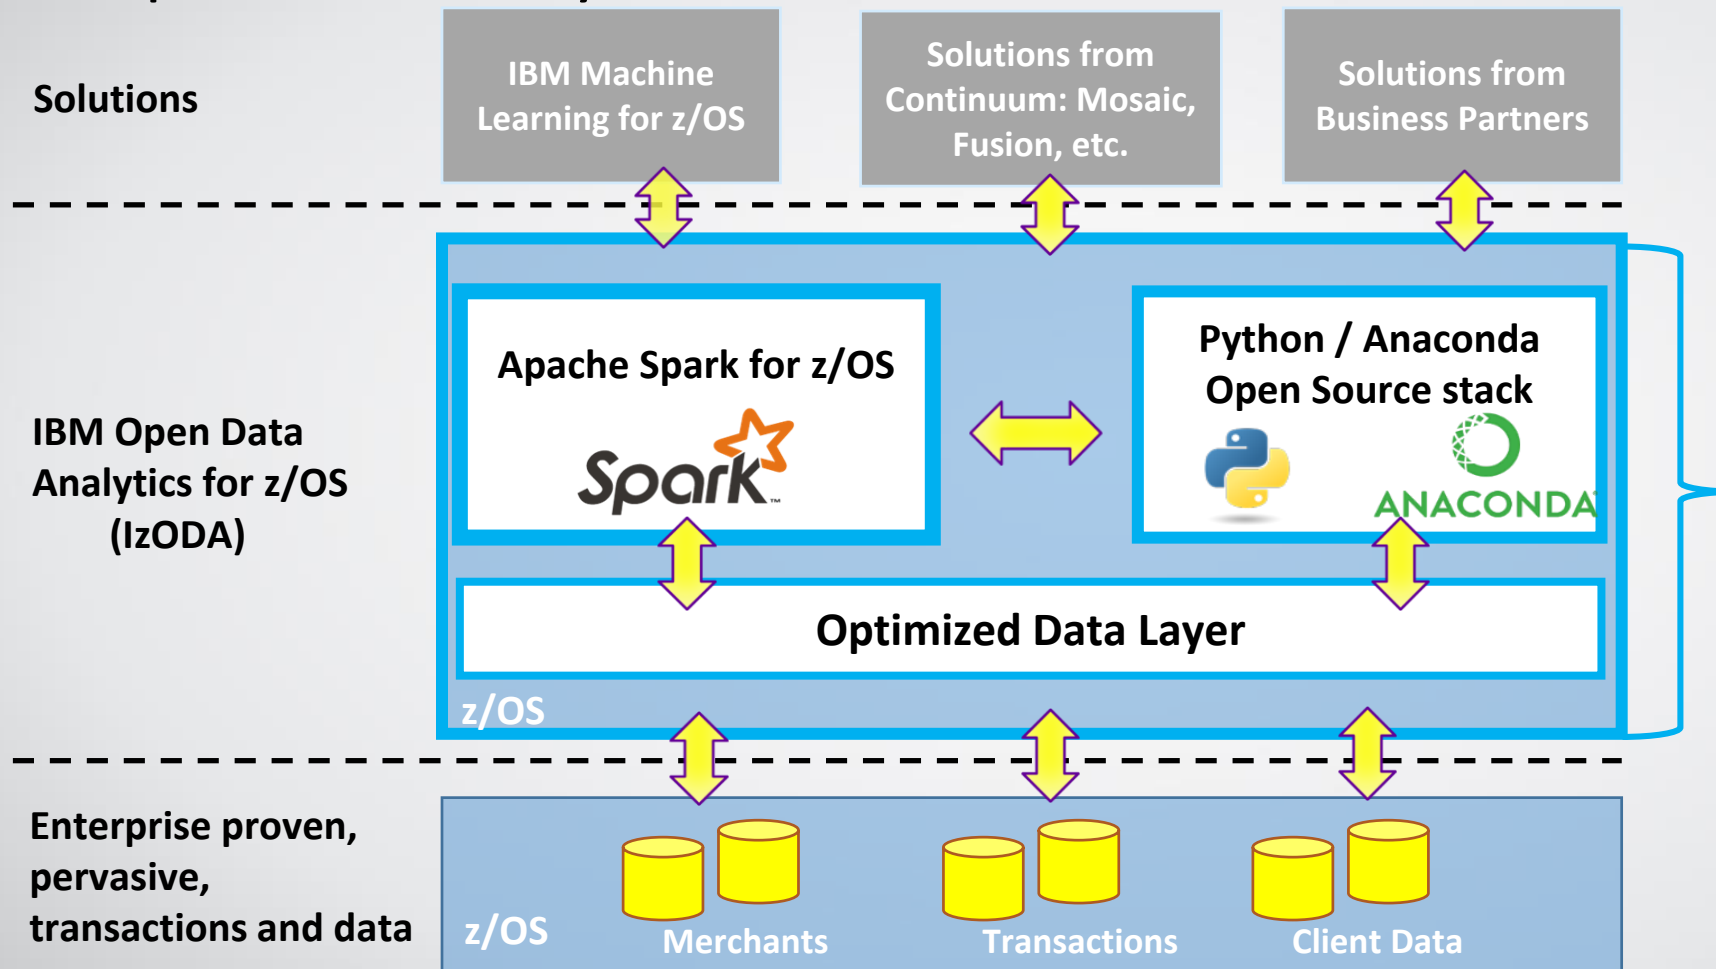 Solutions
IBM Machine
Learning for z/OS
Solutions from
Continuum: Mosaic,
Fusion, etc.
Solutions from
Business Partners
IBM Open Data
Analytics for z/OS
(IzODA)
Apache Spark for z/OS
Spark™
Python / Anaconda
Open Source stack
ANACONDA
Optimized Data Layer
z/OS
Enterprise proven,
pervasive,
transactions and data
z/OS
Merchants
Transactions
Client Data